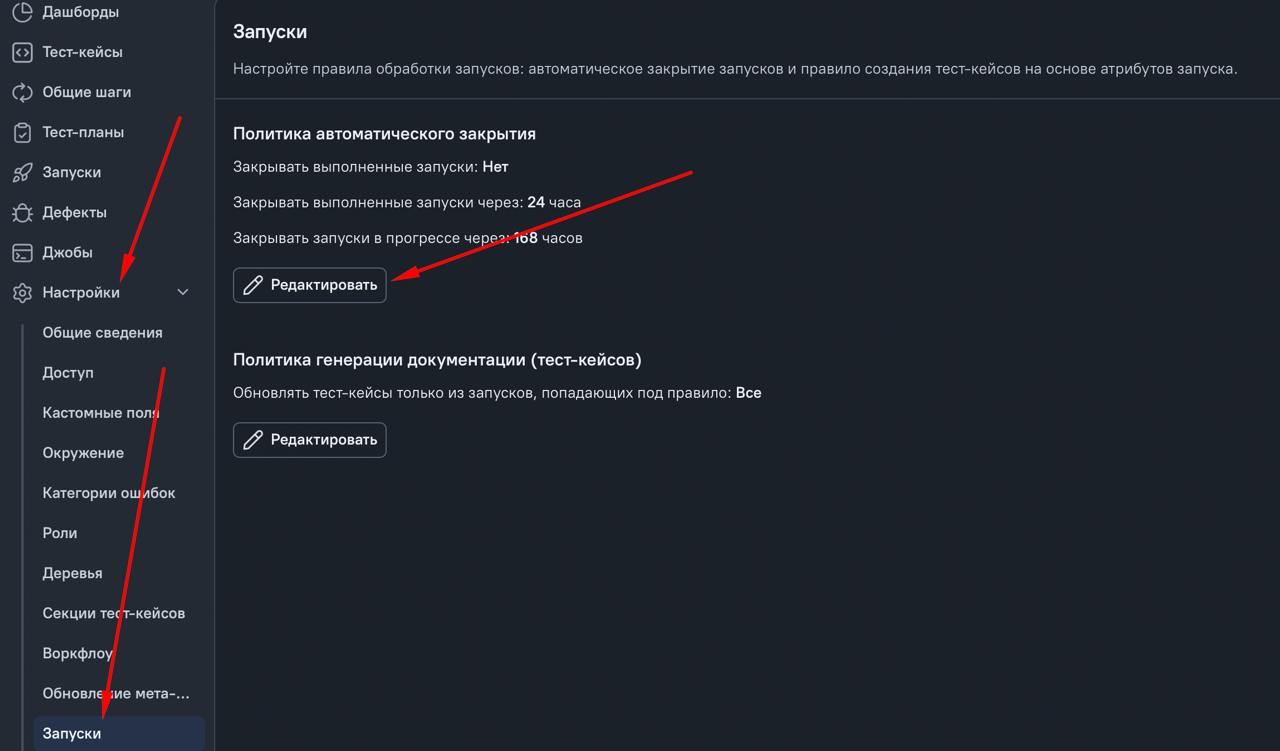 Дашборды
Тест-кейсы
Общие шаги
Тест-планы
Запуски
Дефекты
Джобы
Настройки
Общие сведения
Доступ
Кастомные поля
Окружение
Категории ошибок
Роли
Деревья
Секции тест-кейсов
Воркфлоу
Обновление мета-...
Запуски
Запуски
Настройте правила обработки запусков: автоматическое закрытие запусков и правило создания тест-кейсов на основе атрибутов запуска.
Политика автоматического закрытия
Закрывать выполненные запуски: Нет
Закрывать выполненные запуски через: 24 часа
Закрывать запуски в прогрессе через: 168 часов
Редактировать
Политика генерации документации (тест-кейсов)
Обновлять тест-кейсы только из запусков, попадающих под правило: Все
Редактировать